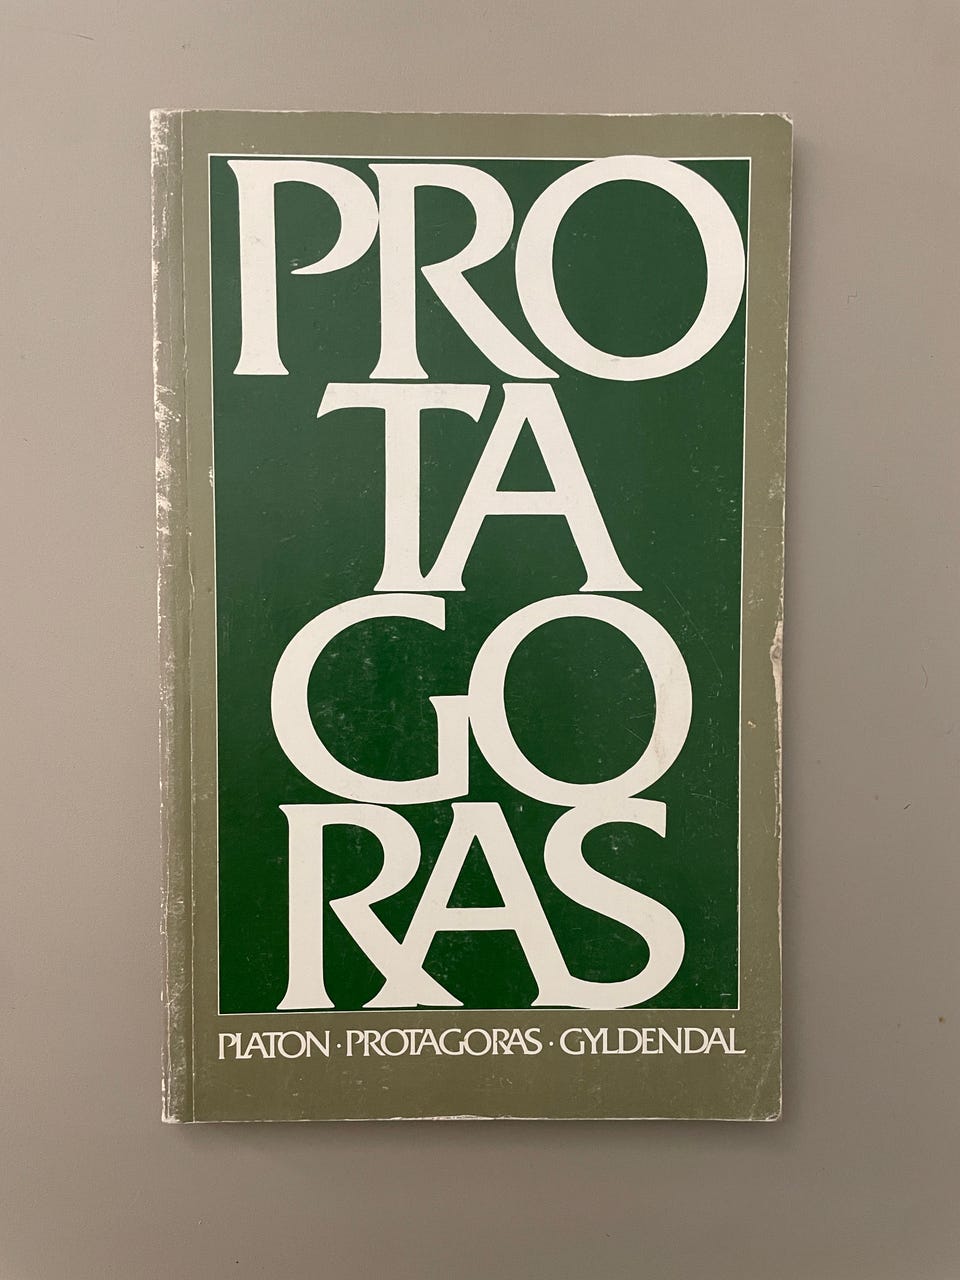 PRO
TA
GO
RAS
PLATON · PROTAGORAS · GYLDENDAL